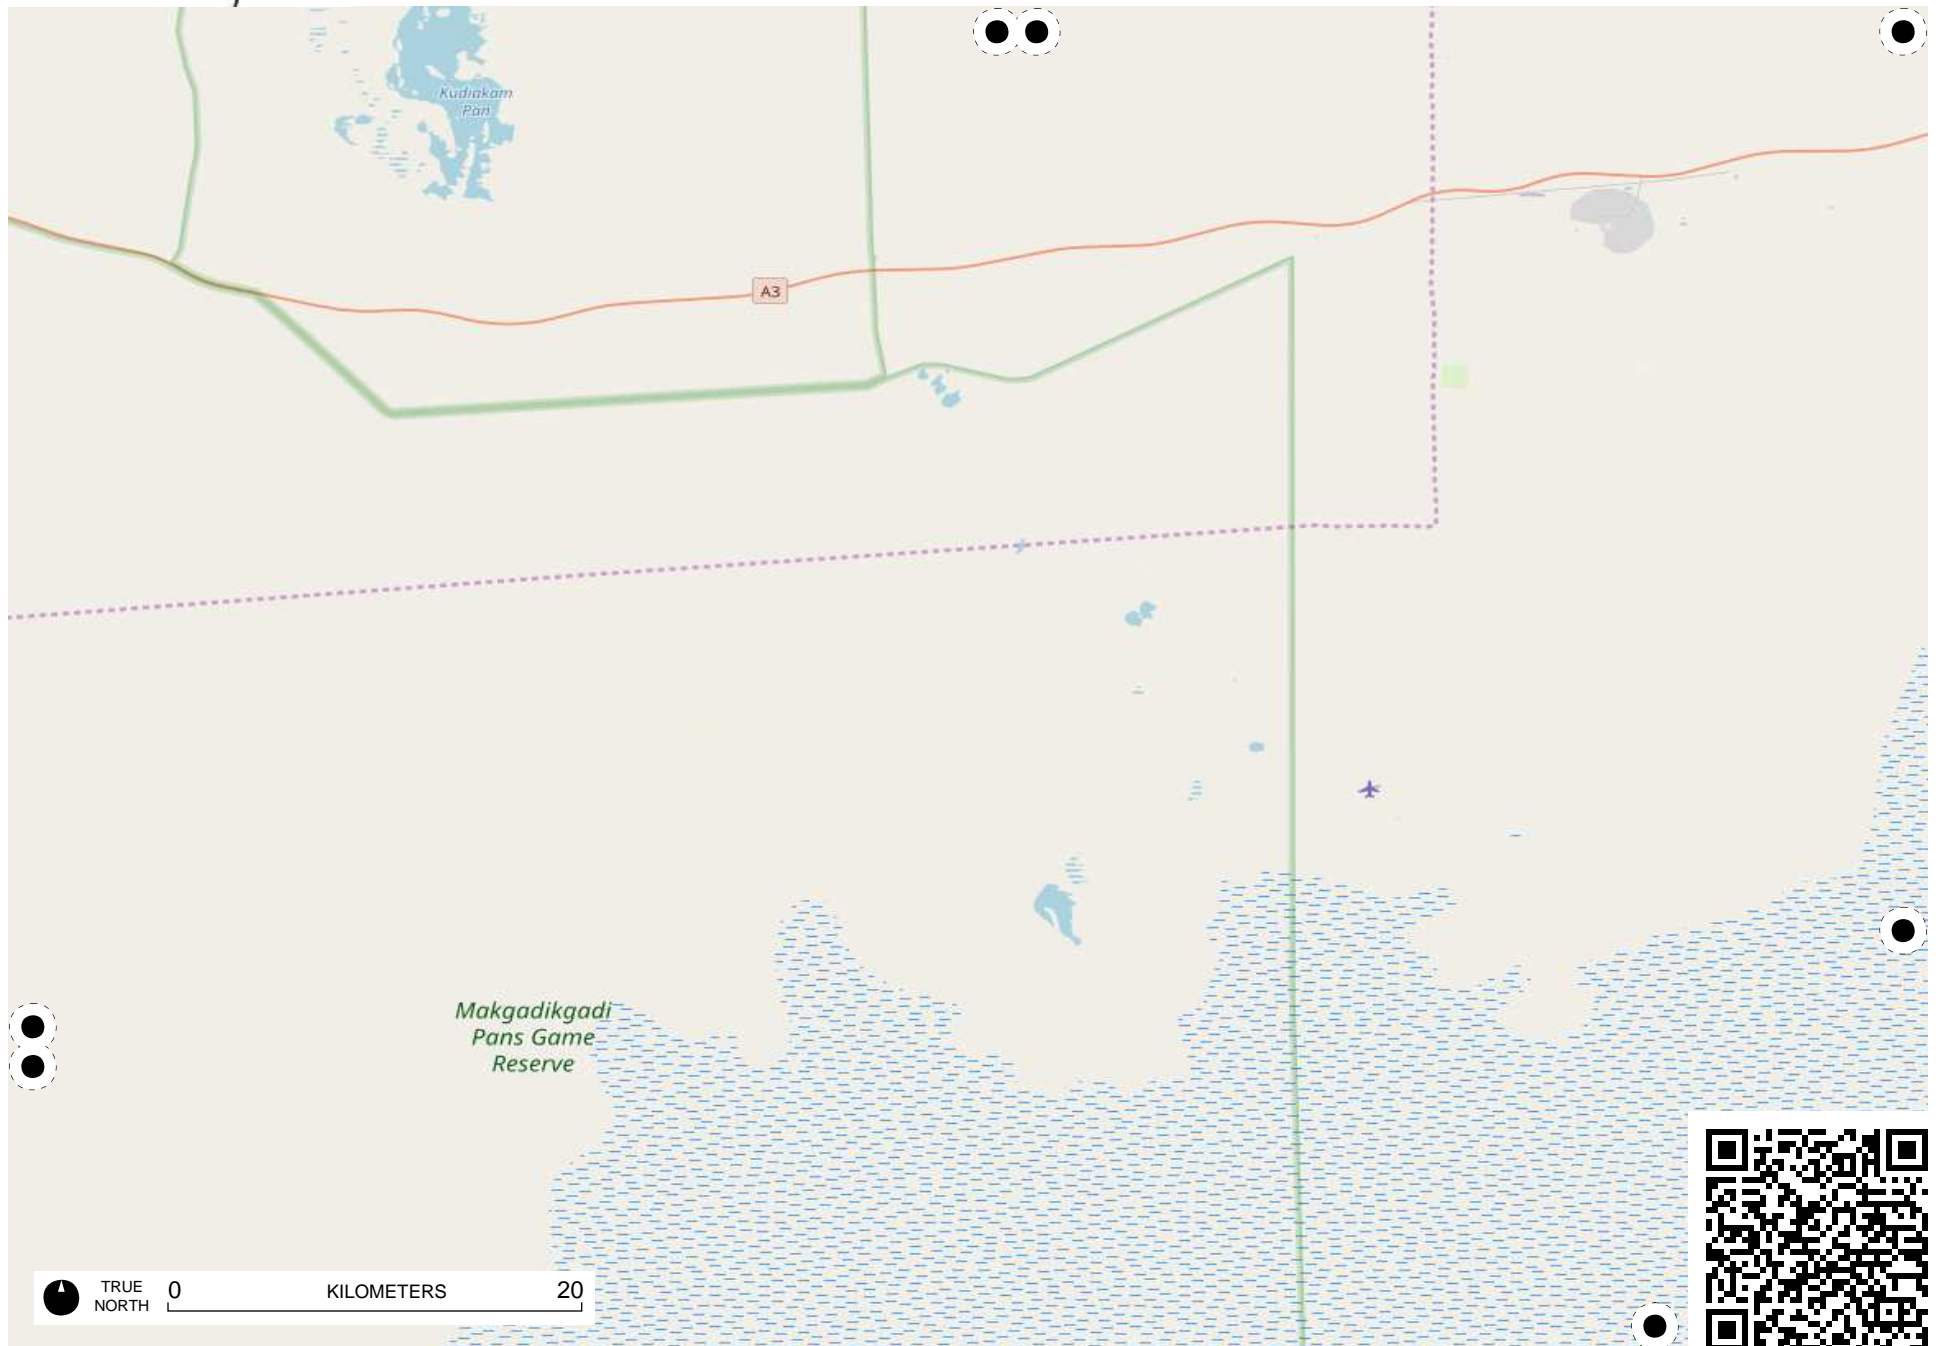 Kudiakam
Pan
A3
Makgadikgadi
Pans Game
Reserve
TRUE
NORTH
0
KILOMETERS
20